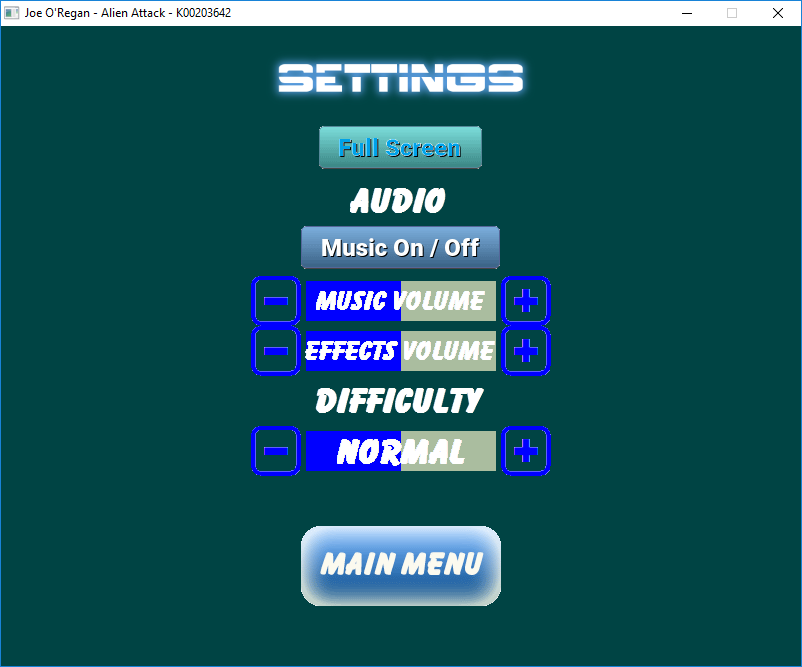 Joe O'Regan - Alien Attack - K00203642
SETTINGS
Full Screen
AUDIO
Music On / Off
MUSIC VOLUME
EFFECTS VOLUME
DIFFICULTY
NORMAL
MAIN MENU